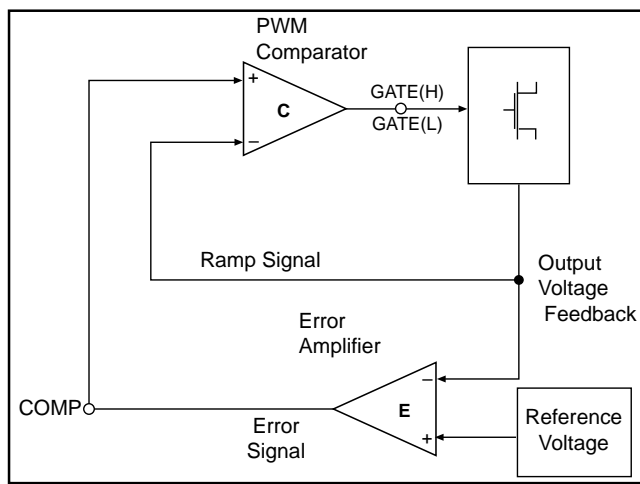 PWM
Comparator
+
C
−
GATE(H)
GATE(L)
Ramp Signal
Output
Voltage
Feedback
Error
Amplifier
COMP
Error
Signal
−
E
+
Reference
Voltage